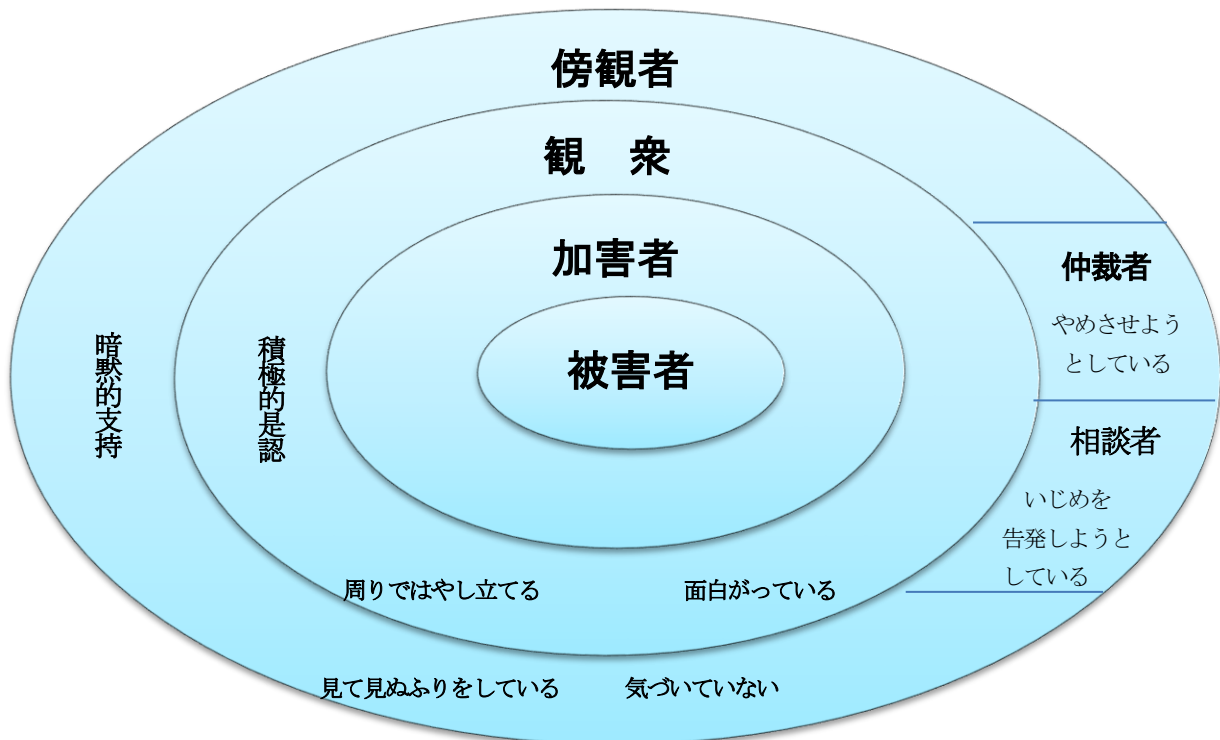 傍観者
観　衆
加害者
被害者
仲裁者
やめさせよう
としている
相談者
いじめを
告発しようと
している
暗黙的支持
積極的是認
周りではやし立てる
面白がっている
見て見ぬふりをしている
気づいていない